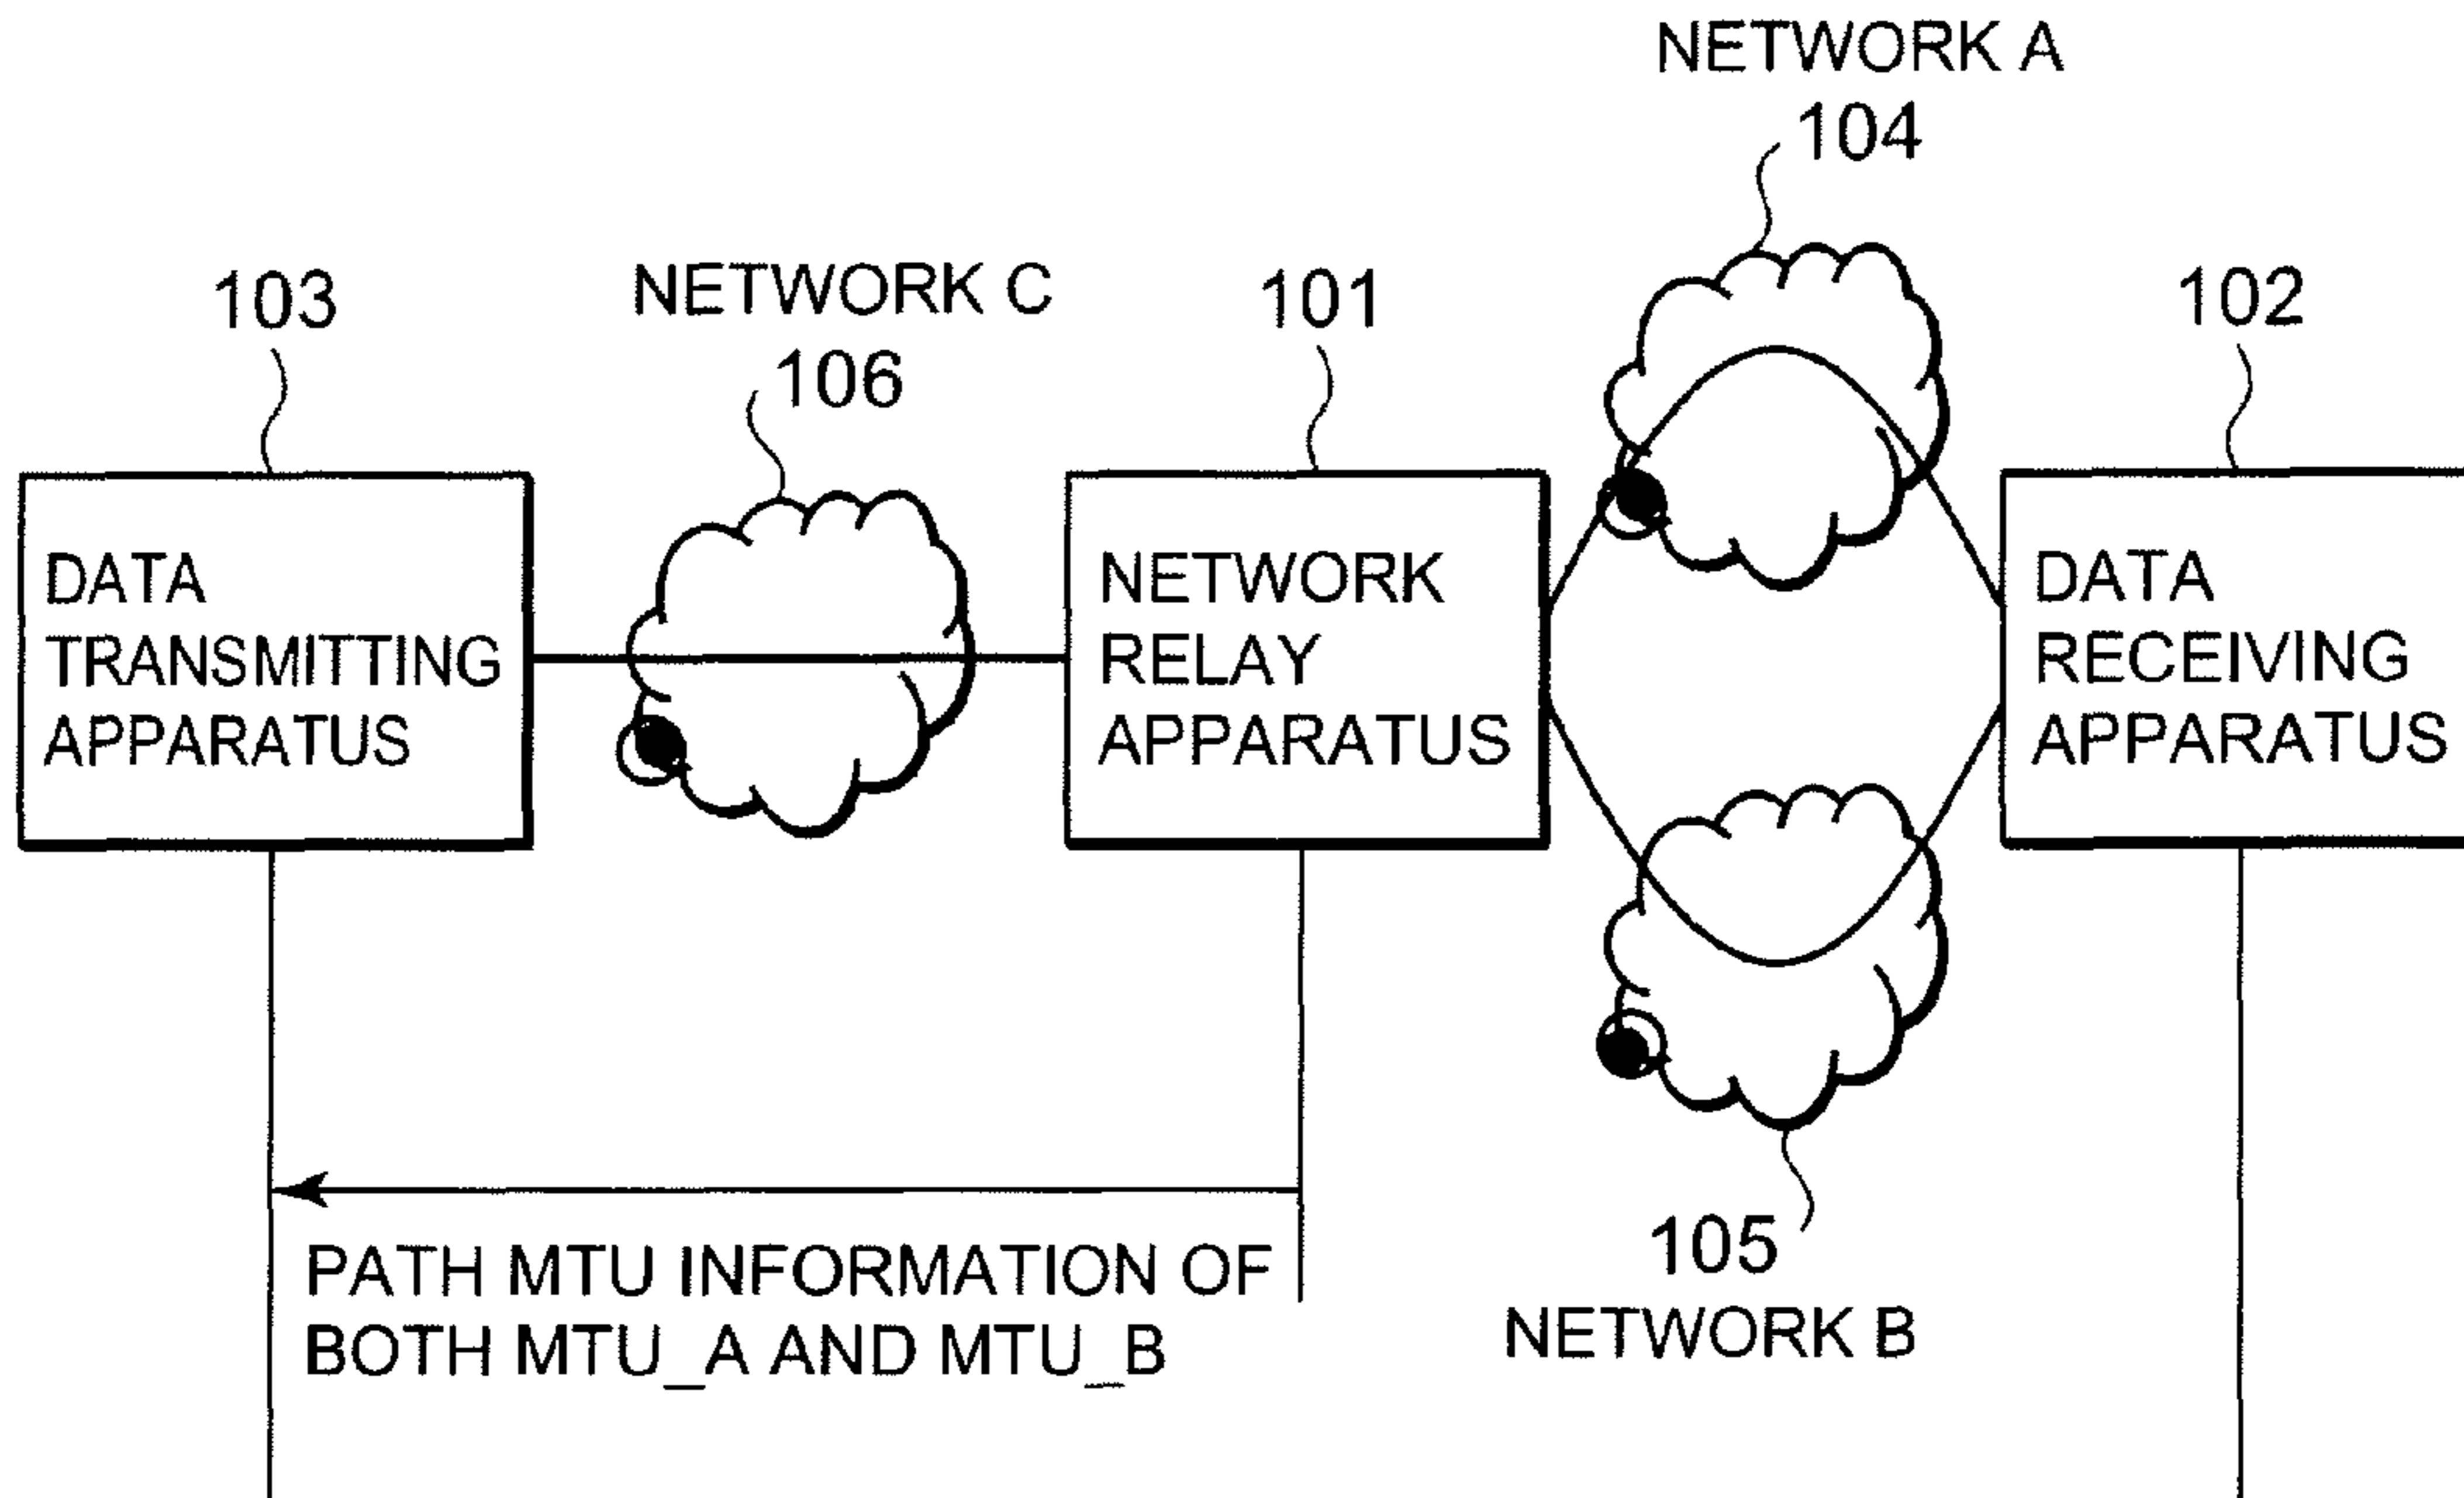 NETWORK A
104
103
NETWORK C
106
101
102
DATA
TRANSMITTING
APPARATUS
NETWORK
RELAY
APPARATUS
DATA
RECEIVING
APPARATUS
PATH MTU INFORMATION OF
BOTH MTU_A AND MTU_B
105
NETWORK B